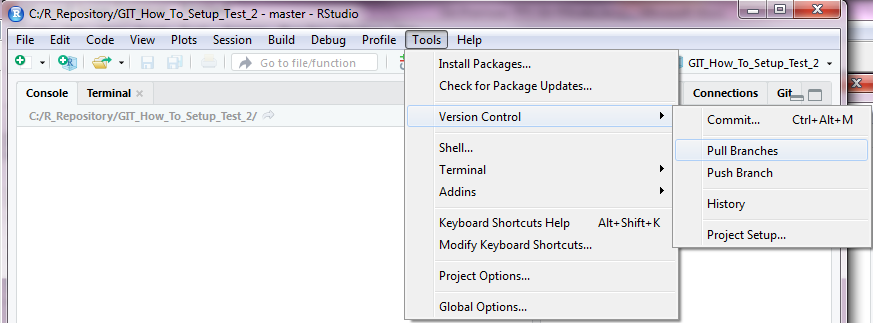 C:/R_Repository/GIT_How_To_Setup_Test_2 - master - RStudio
File Edit Code View Plots Session Build Debug Profile Tools Help
Go to file/function
GIT_How_To_Setup_Test_2
Install Packages...
Check for Package Updates...
Console Terminal
Connections Git
C:/R_Repository/GIT_How_To_Setup_Test_2/
Version Control
Commit... Ctrl+Alt+M
Shell...
Pull Branches
Terminal
Push Branch
Addins
History
Keyboard Shortcuts Help Alt+Shift+K
Project Setup...
Modify Keyboard Shortcuts...
Project Options...
Global Options...